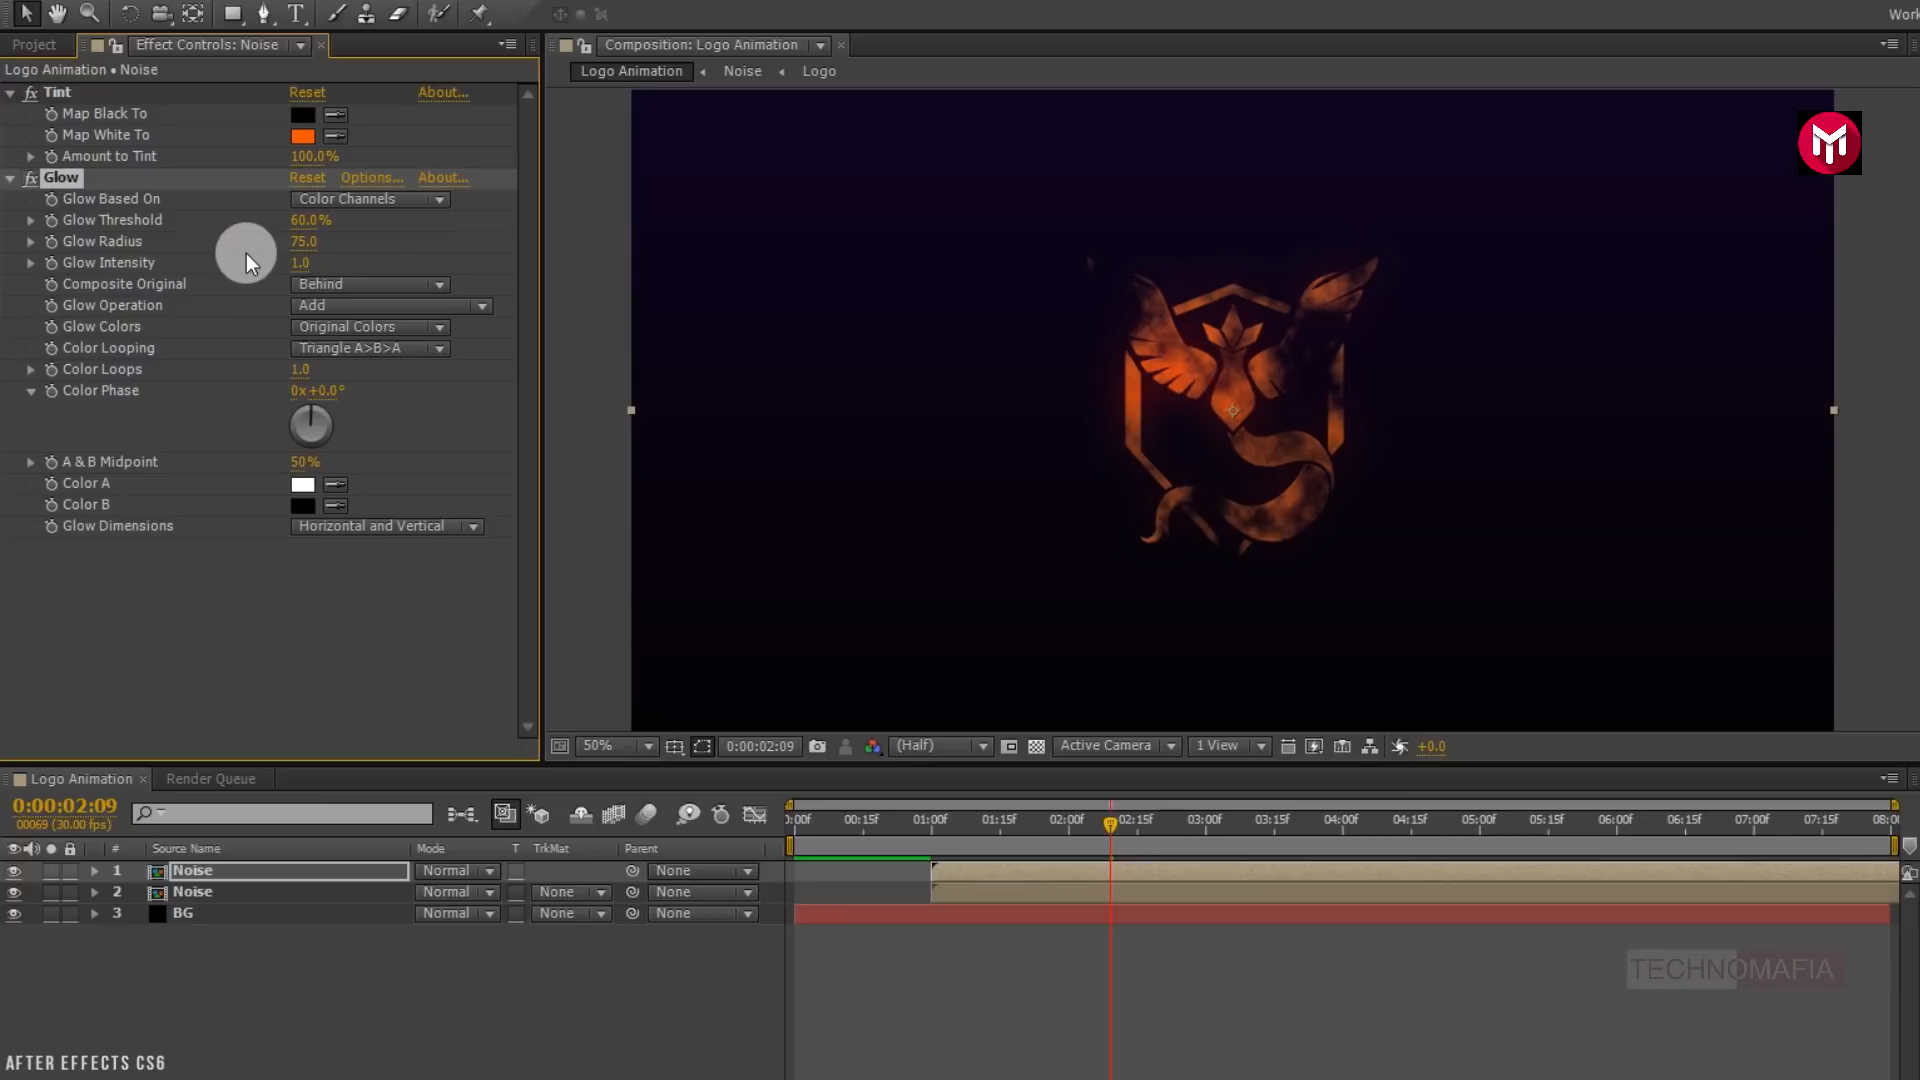 Work
Project
Effect Controls: Noise
Composition: Logo Animation
Logo Animation • Noise
Logo Animation
Noise
Logo
Tint Reset About...
Map Black To
Map White To
Amount to Tint 100.0%
Glow Reset Options... About...
Glow Based On Color Channels
Glow Threshold 60.0%
Glow Radius 75.0
Glow Intensity 1.0
Composite Original Behind
Glow Operation Add
Glow Colors Original Colors
Color Looping Triangle A>B>A
Color Loops 1.0
Color Phase 0x+0.0°
A & B Midpoint 50%
Color A
Color B
Glow Dimensions Horizontal and Vertical
50% 0:00:02:09 (Half) Active Camera 1 View +0.0
Logo Animation Render Queue
0:00:02:09
00069 (30.00 fps)
:00f 00:15f 01:00f 01:15f 02:00f 02:15f 03:00f 03:15f 04:00f 04:15f 05:00f 05:15f 06:00f 06:15f 07:00f 07:15f 08:00
# Source Name Mode T TrkMat Parent
1 Noise Normal None
2 Noise Normal None None
3 BG Normal None None
TECHNOMAFIA
AFTER EFFECTS CS6